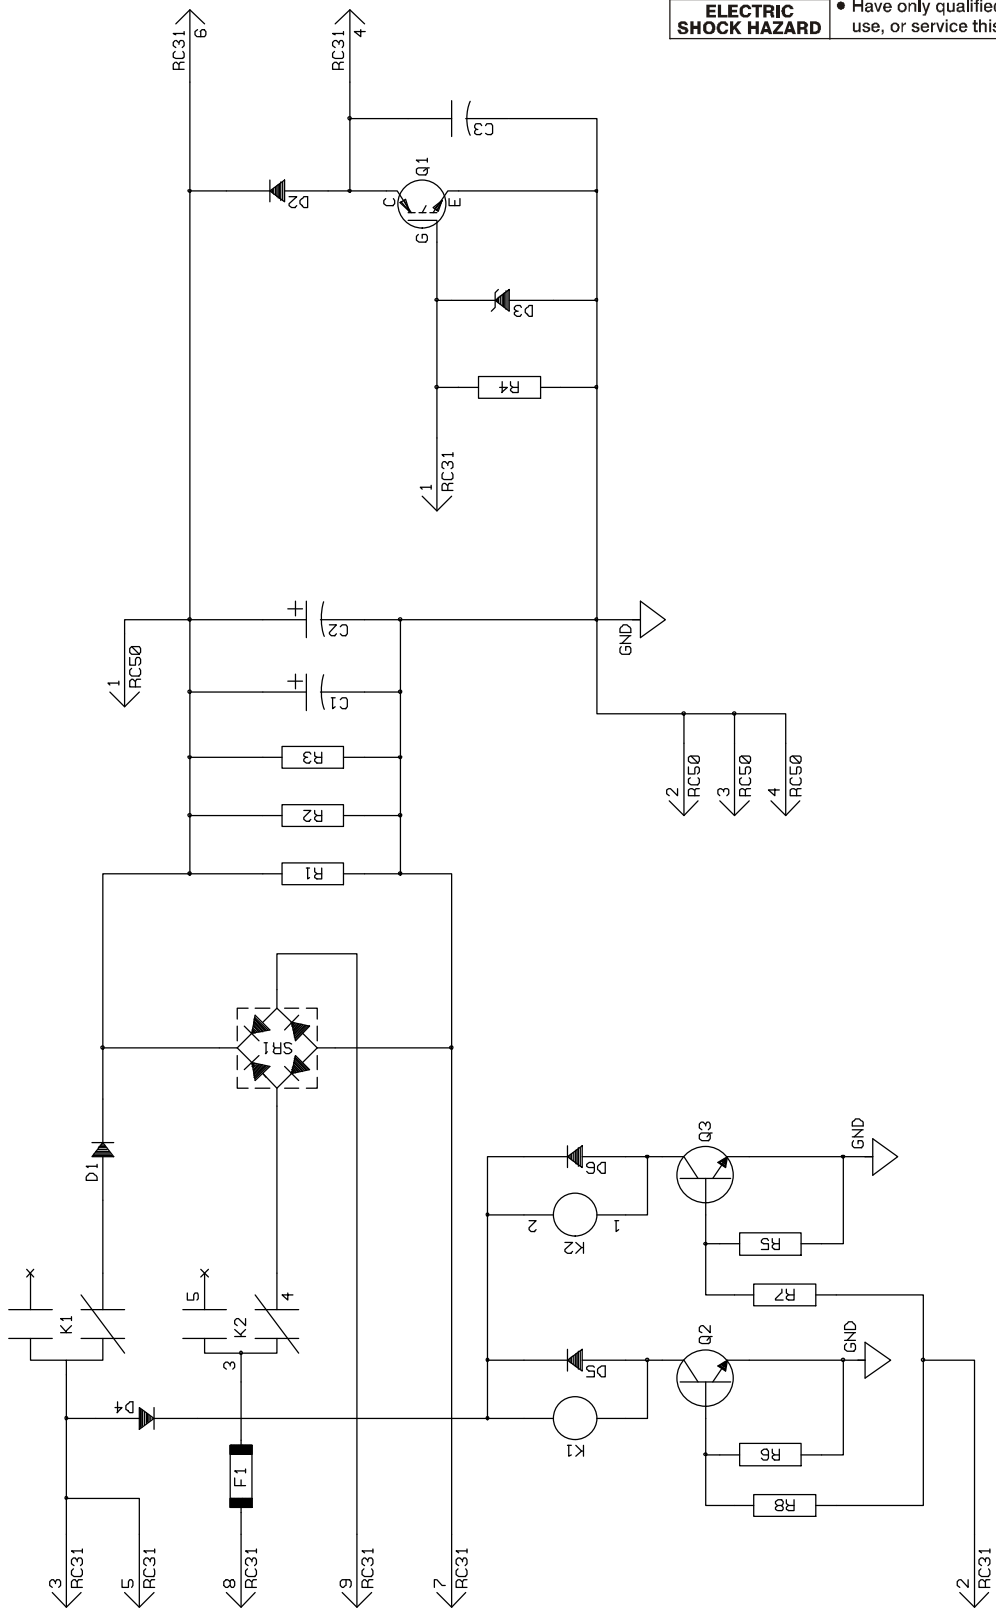 ELECTRIC
SHOCK HAZARD
• Have only qualified
use, or service this
RC31 6
RC31 4
C3
D2
Q1
C
E
G
D3
R4
1 RC31
1 RC50
C2
+
C1
+
GND
R3
R2
R1
2 RC50
3 RC50
4 RC50
SR1
D1
K1
5
K2
4
3
D4
F1
Q3
D6
2
1
K2
GND
R5
R7
Q2
D5
K1
GND
R6
R8
3 RC31
5 RC31
8 RC31
9 RC31
7 RC31
2 RC31